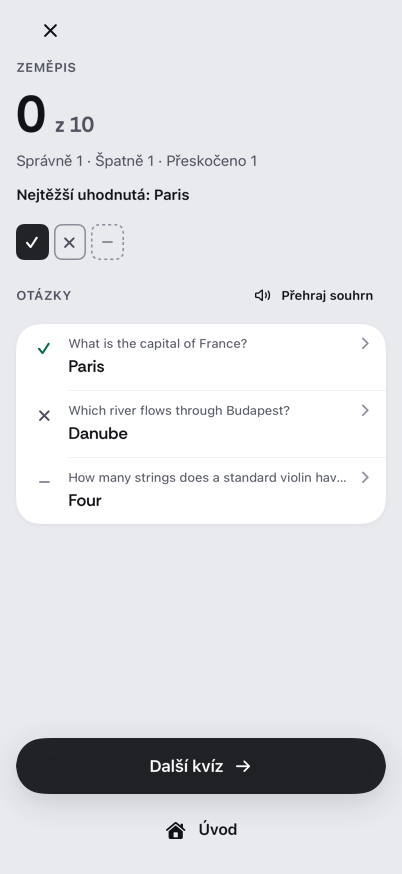 ZEMĚPIS
0 z 10
Správně 1 · Špatně 1 · Přeskočeno 1
Nejtěžší uhodnutá: Paris
OTÁZKY
Přehraj souhrn
What is the capital of France?
Paris
Which river flows through Budapest?
Danube
How many strings does a standard violin hav...
Four
Další kvíz
Úvod